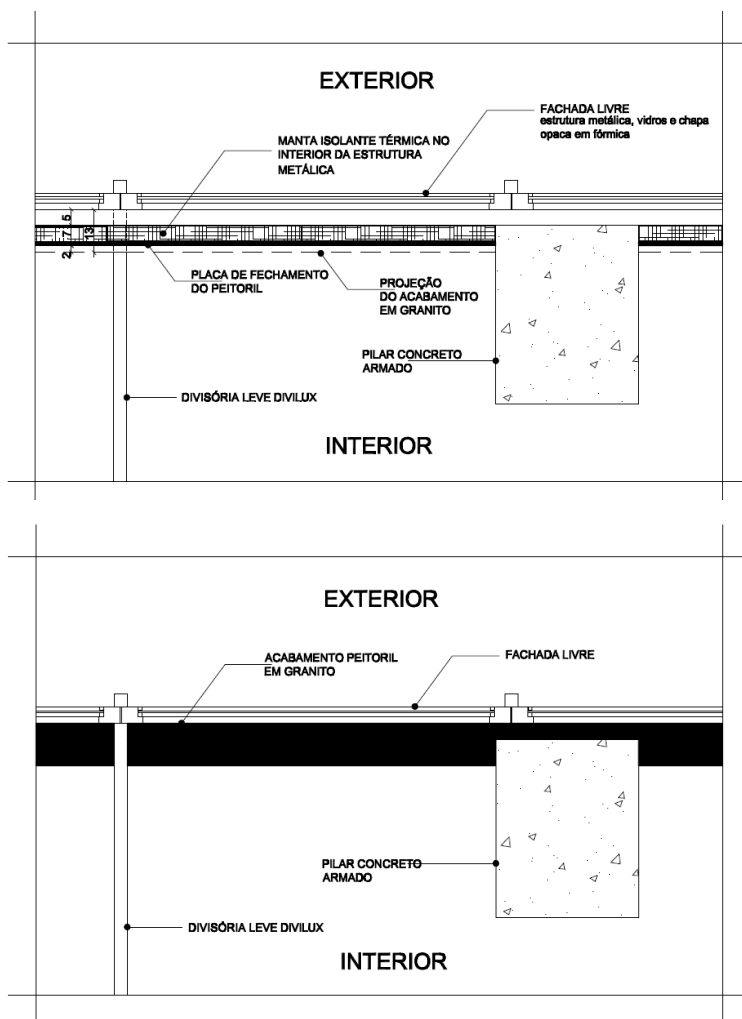 EXTERIOR
FACHADA LIVRE
estrutura metálica, vidros e chapa
opaca em fórmica
MANTA ISOLANTE TÉRMICA NO
INTERIOR DA ESTRUTURA
METÁLICA
5
7
13
2
PLACA DE FECHAMENTO
DO PEITORIL
PROJEÇÃO
DO ACABAMENTO
EM GRANITO
PILAR CONCRETO
ARMADO
DIVISÓRIA LEVE DIVILUX
INTERIOR
EXTERIOR
ACABAMENTO PEITORIL
EM GRANITO
FACHADA LIVRE
PILAR CONCRETO
ARMADO
DIVISÓRIA LEVE DIVILUX
INTERIOR